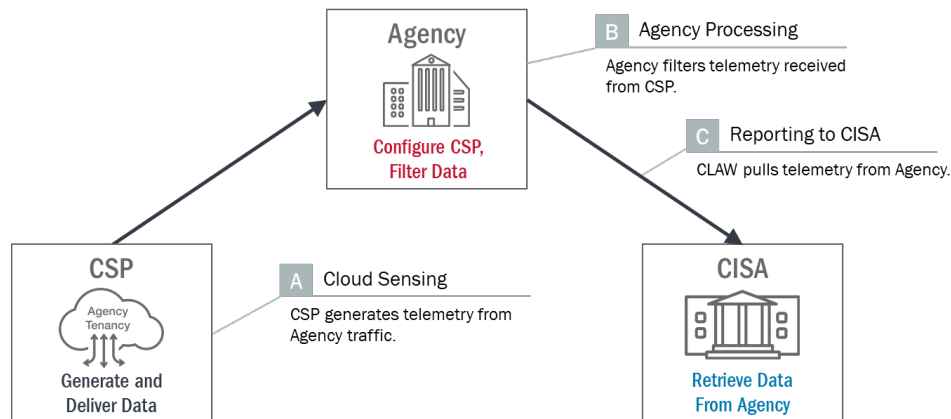 Agency
Configure CSP,
Filter Data
B Agency Processing
Agency filters telemetry received
from CSP.
C Reporting to CISA
CLAW pulls telemetry from Agency.
CSP
Agency
Tenancy
Generate and
Deliver Data
A Cloud Sensing
CSP generates telemetry from
Agency traffic.
CISA
Retrieve Data
From Agency